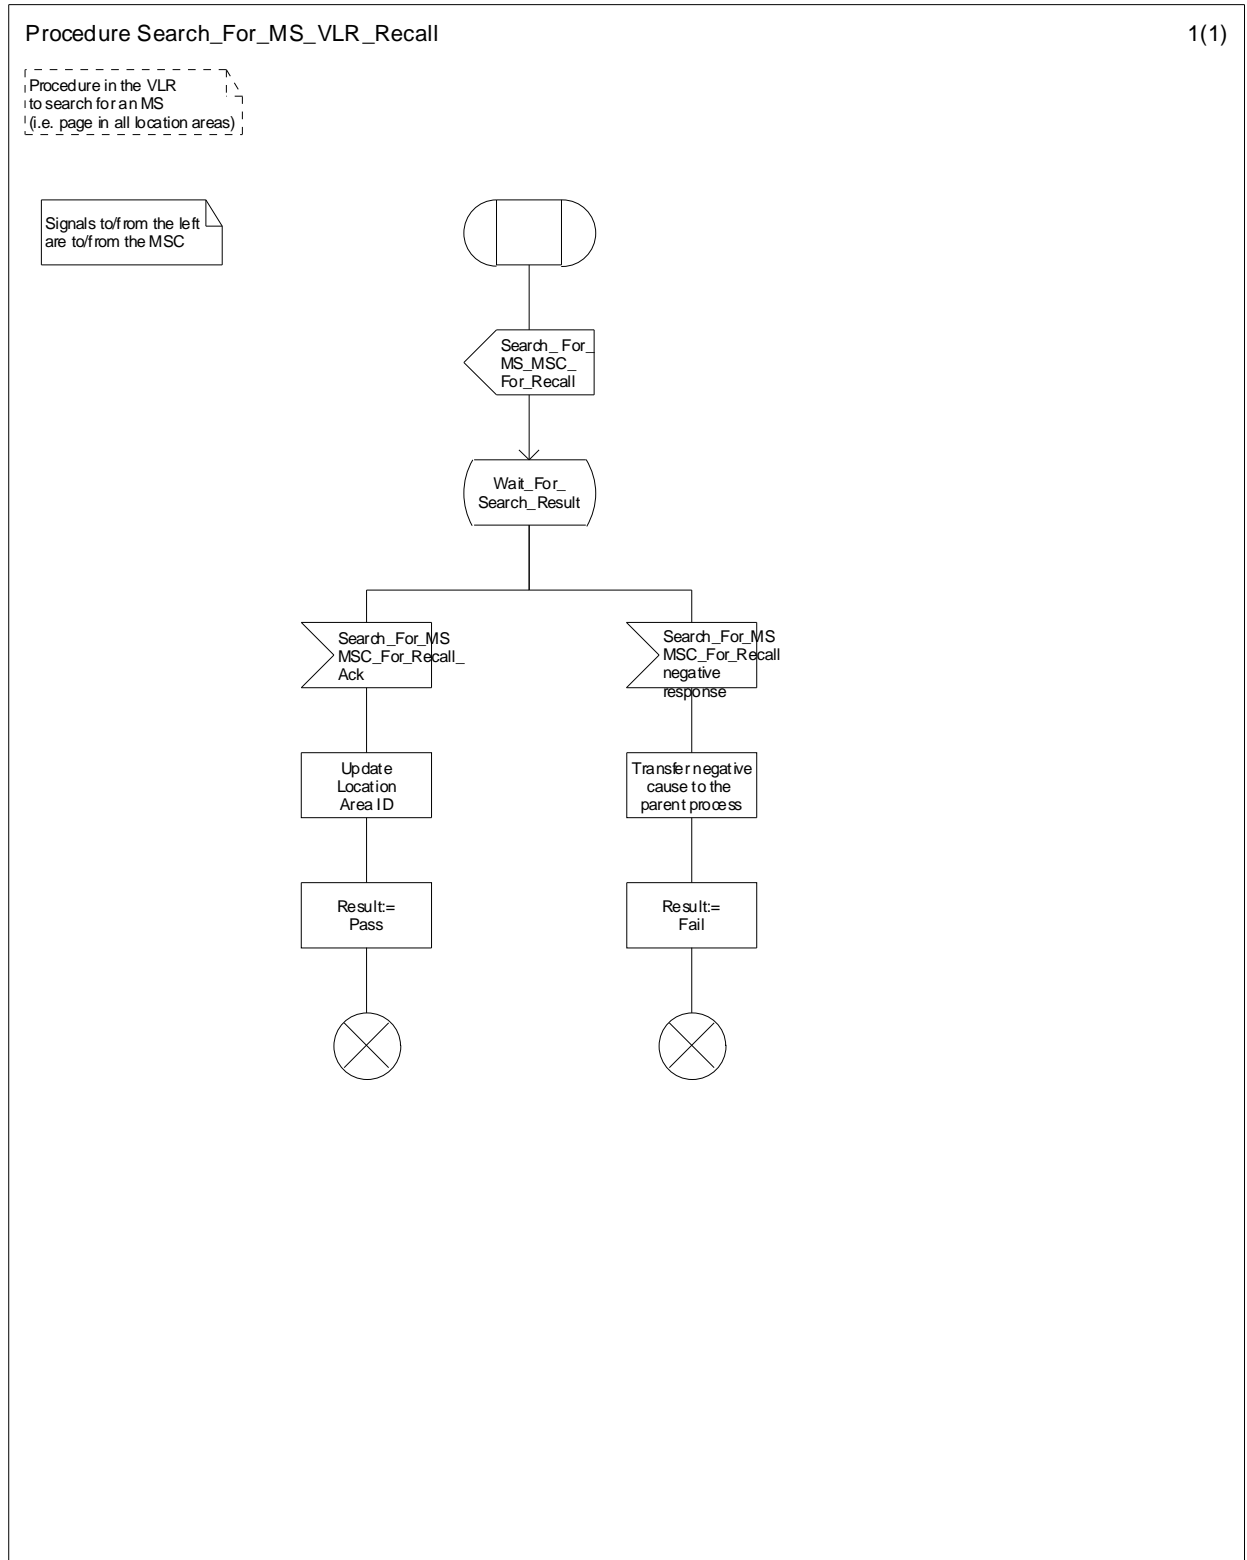 Procedure Search_For_MS_VLR_Recall
1(1)
Procedure in the VLR
to search for an MS
(i.e. page in all location areas)
Signals to/from the left
are to/from the MSC
Search_For_
MS_MSC_
For_Recall
Wait_For_
Search_Result
Search_For_MS
MSC_For_Recall_
Ack
Search_For_MS
MSC_For_Recall
negative
response
Update
Location
Area ID
Transfer negative
cause to the
parent process
Result:=
Pass
Result:=
Fail